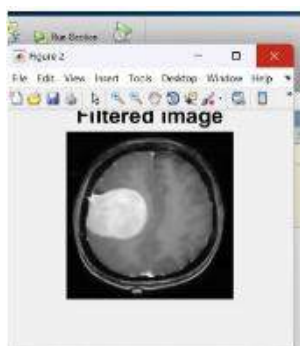 Run Section
Figure 2
File Edit View Insert Tools Desktop Window Help
Filtered image